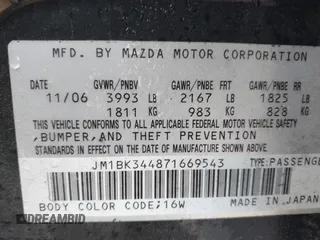 MFD. BY MAZDA MOTOR CORPORATION
GVWR/PNBV GAWR/PNBE FRT GAWR/PNBE RR
11/06 3993 LB 2167 LB 1825 LB
1811 KG 983 KG 828 KG
THIS VEHICLE CONFORMS TO ALL APPLICABLE FEDERAL MOTOR VEHICLE SAFETY,
BUMPER, AND THEFT PREVENTION
STANDARDS IN EFFECT ON THE DATE OF MANUFACTURE SHOWN ABOVE.
JM1BK344871669543 TYPE:PASSENGE
BODY COLOR CODE;16W MADE IN JAPAN
DREAMBID